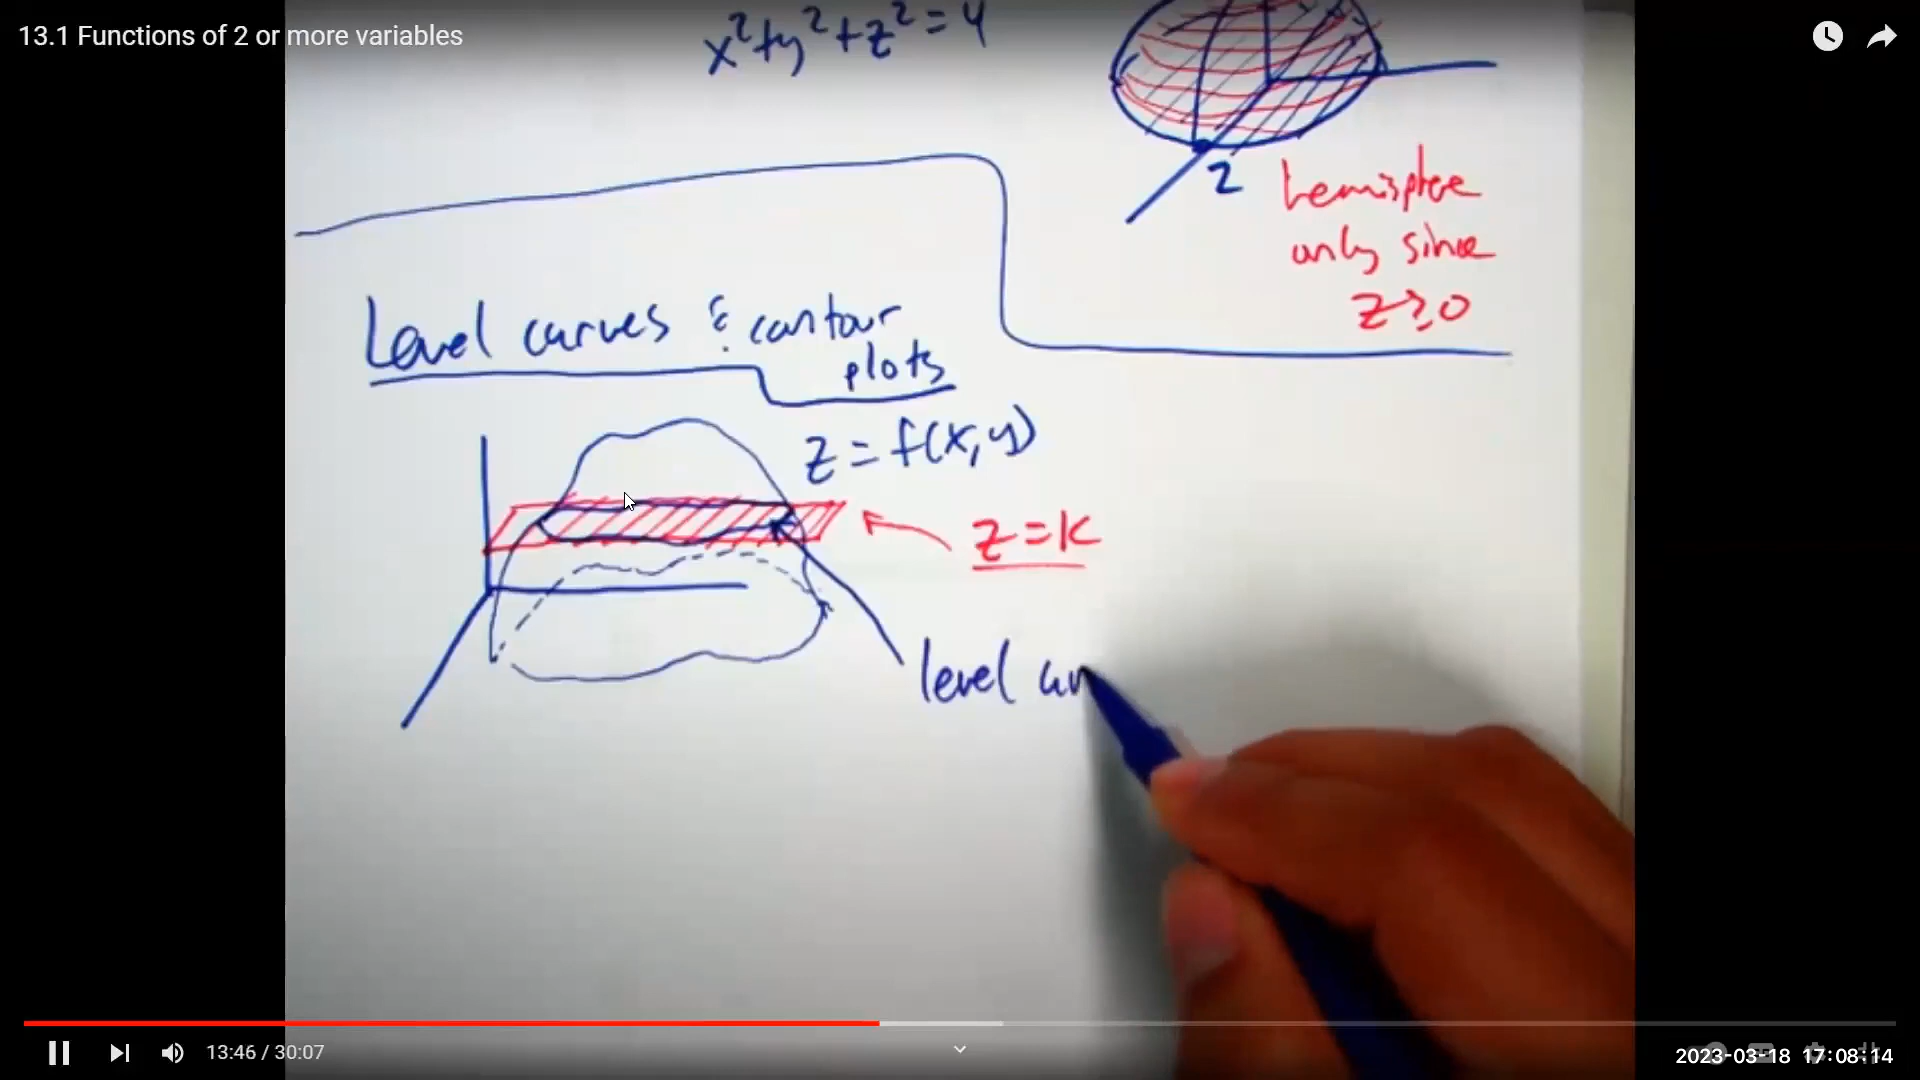 13.1 Functions of 2 or more variables
x²+y²+z²=4
2
hemisphere
only since
z≥0
Level curves & contour
plots
z=f(x,y)
z=k
level cur
13:46 / 30:07
2023-03-18 17:08:14